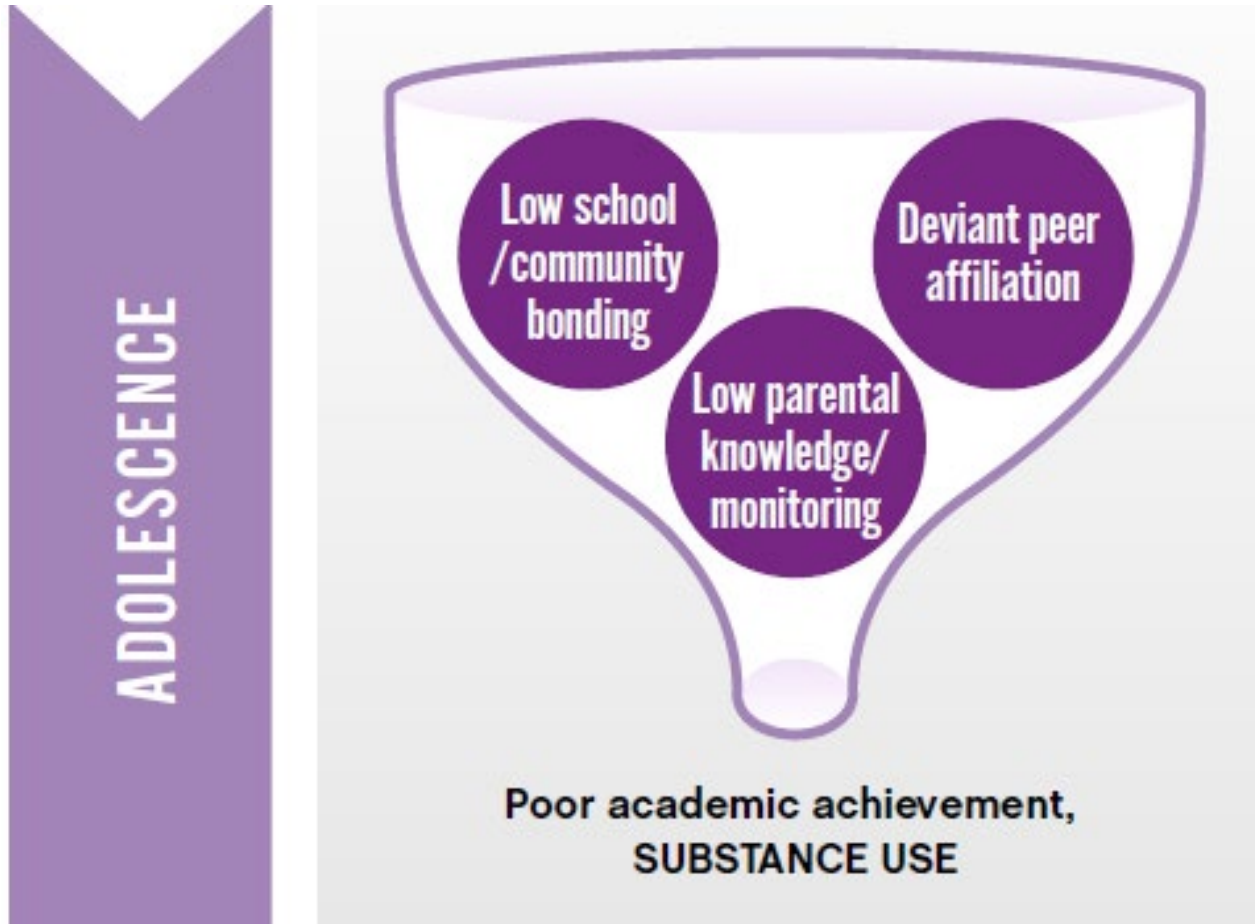 ADOLESCENCE
Low school
/community
bonding
Deviant peer
affiliation
Low parental
knowledge/
monitoring
Poor academic achievement,
SUBSTANCE USE